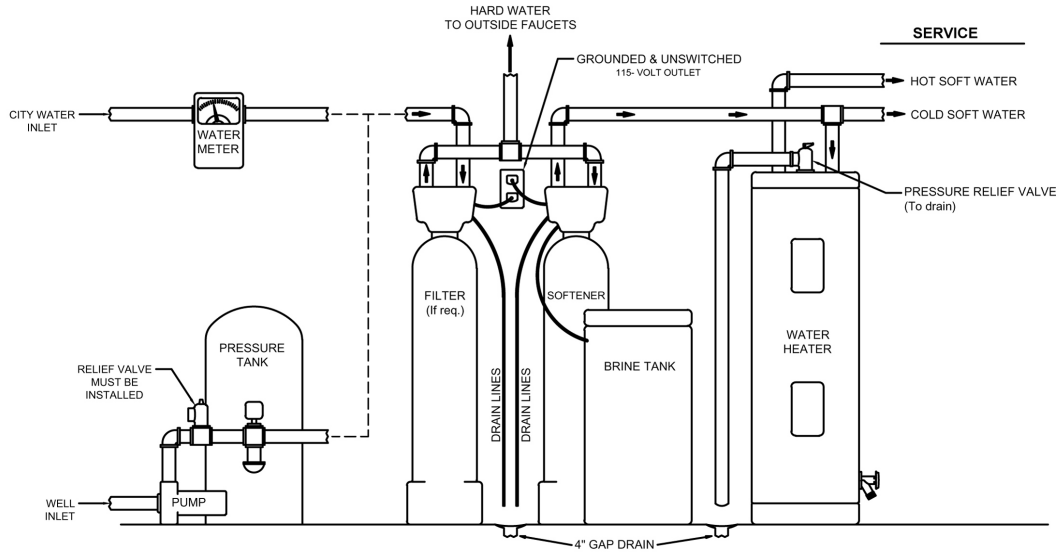 HARD WATER
TO OUTSIDE FAUCETS
SERVICE
GROUNDED & UNSWITCHED
115- VOLT OUTLET
HOT SOFT WATER
CITY WATER
INLET
WATER
METER
COLD SOFT WATER
PRESSURE RELIEF VALVE
(To drain)
FILTER
(If req.)
SOFTENER
PRESSURE
TANK
WATER
HEATER
RELIEF VALVE
MUST BE
INSTALLED
DRAIN LINES
DRAIN LINES
BRINE TANK
WELL
INLET
PUMP
4" GAP DRAIN